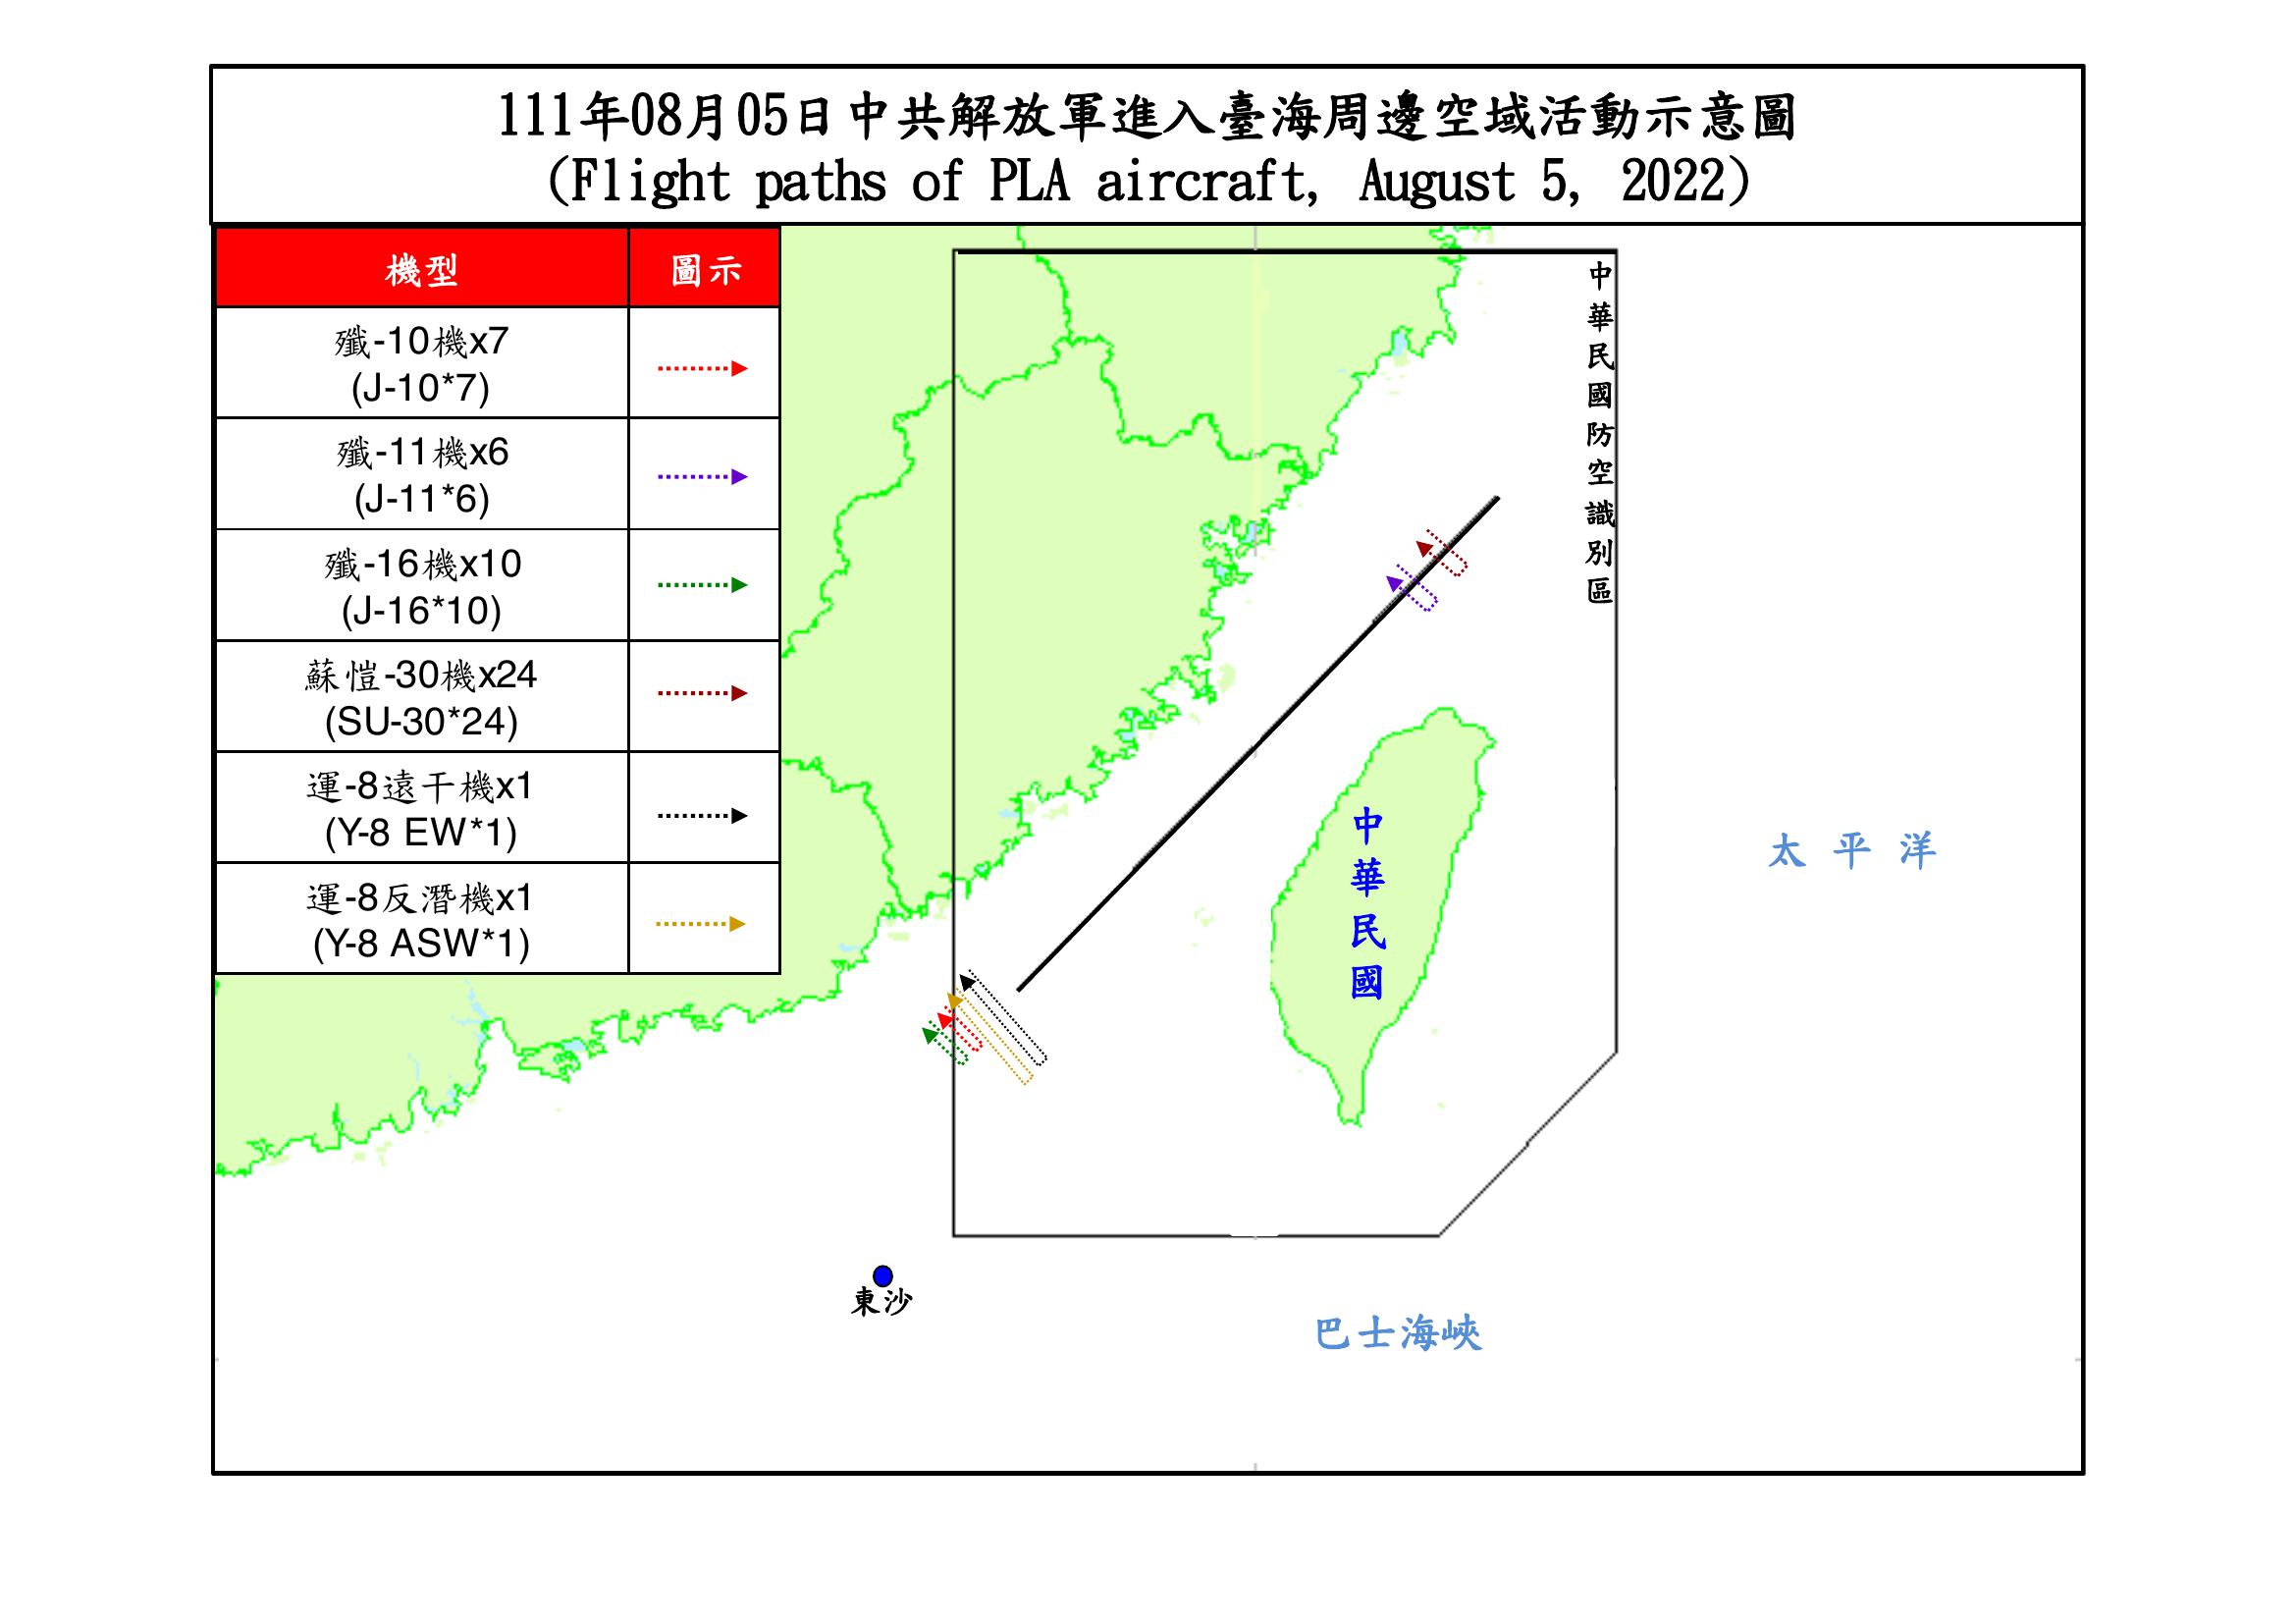 111年08月05日中共解放軍進入臺海周邊空域活動示意圖
(Flight paths of PLA aircraft, August 5, 2022)
機型
圖示
殲-10機x7
(J-10*7)
殲-11機x6
(J-11*6)
殲-16機x10
(J-16*10)
蘇愷-30機x24
(SU-30*24)
運-8遠干機x1
(Y-8 EW*1)
運-8反潛機x1
(Y-8 ASW*1)
中華民國防空識別區
中華民國
太平洋
東沙
巴士海峽